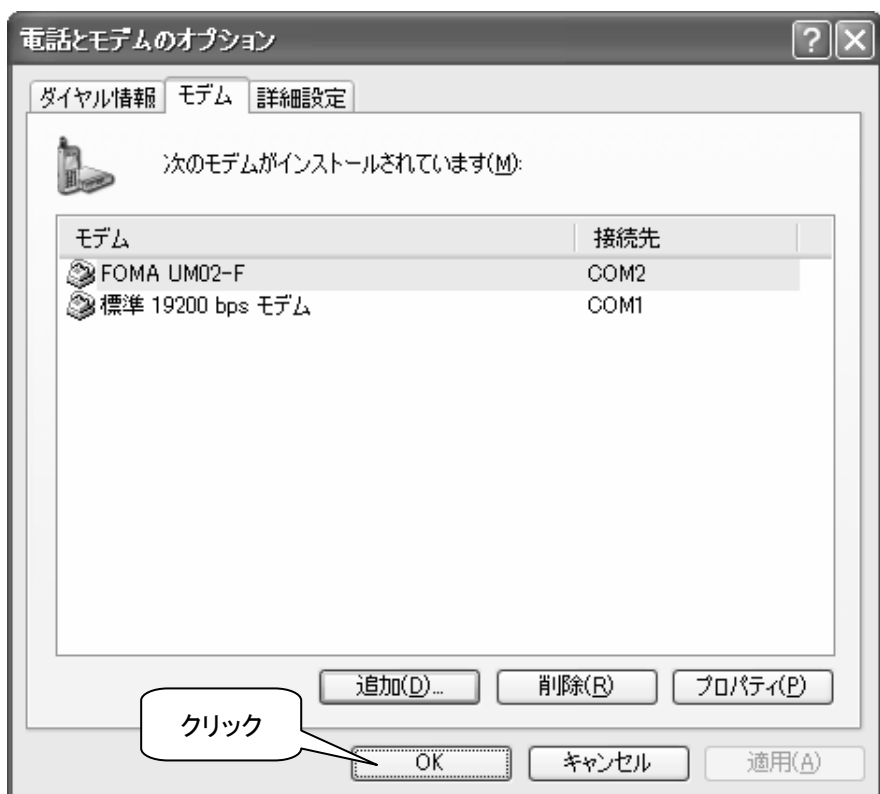 電話とモデムのオプション
ダイヤル情報 モデム 詳細設定
次のモデムがインストールされています(M):
モデム 接続先
FOMA UM02-F COM2
標準 19200 bps モデム COM1
追加(D)... 削除(R) プロパティ(P)
クリック
OK キャンセル 適用(A)